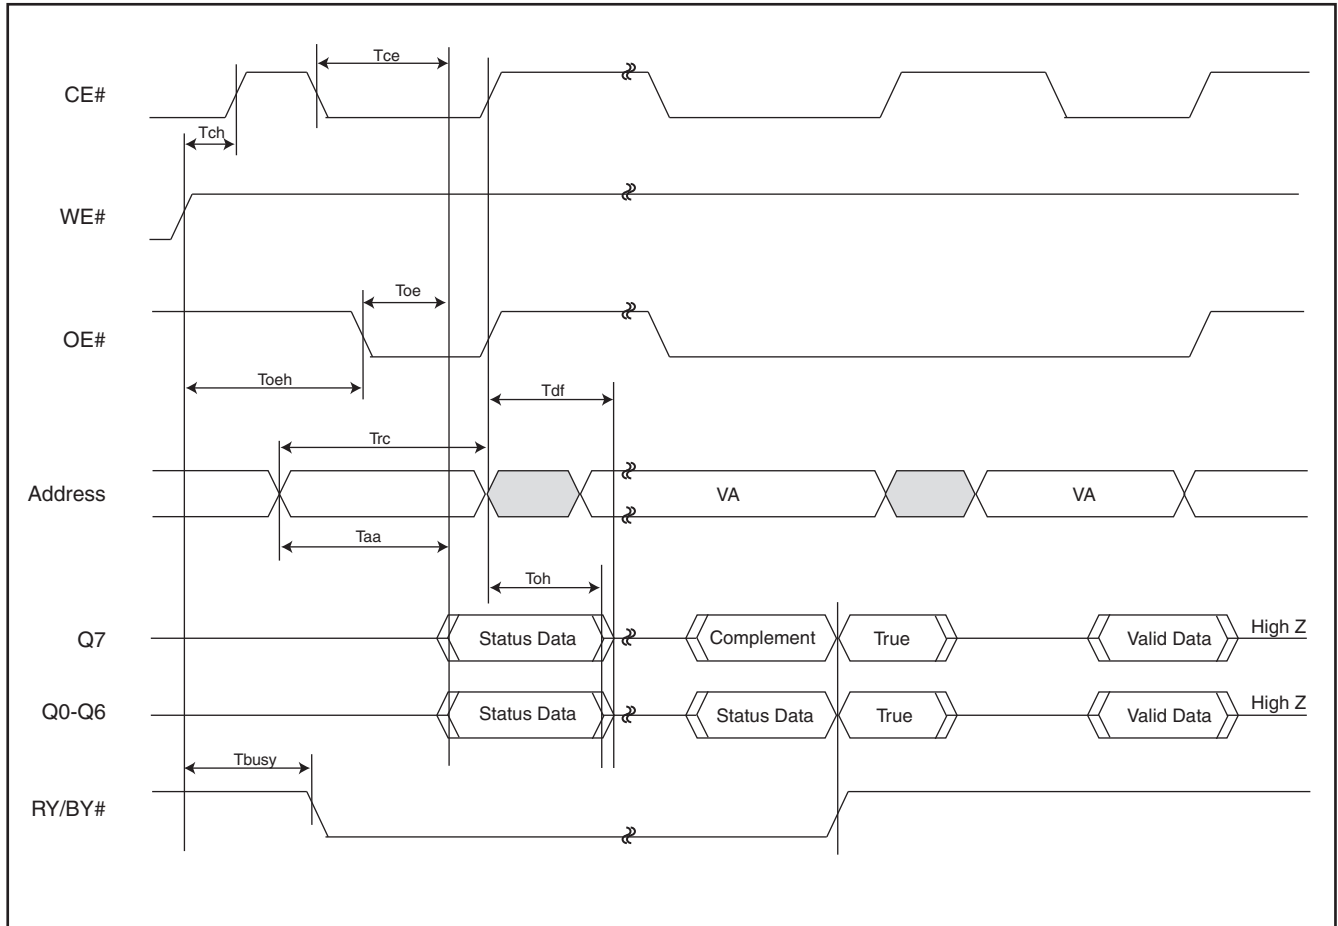 Tce
CE#
Tch
WE#
Toe
OE#
Toeh
Tdf
Trc
Address
VA
VA
Taa
Toh
Q7
Status Data
Complement
True
Valid Data
High Z
Q0-Q6
Status Data
Status Data
True
Valid Data
High Z
Tbusy
RY/BY#